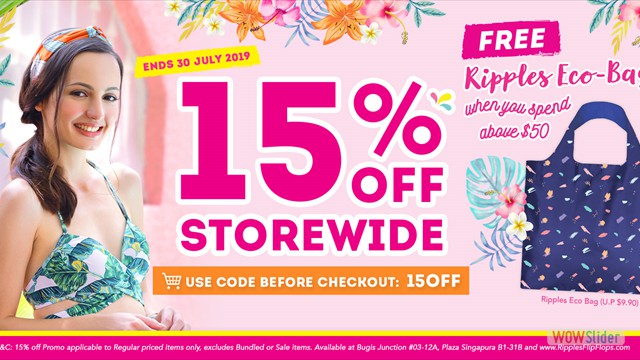 ENDS 30 JULY 2019
15% OFF
STOREWIDE
USE CODE BEFORE CHECKOUT: 15OFF
FREE
Ripples Eco-Ba
when you spend
above $50
Ripples Eco Bag (U.P $9.90)
&C: 15% off Promo applicable to Regular priced items only, excludes Bundled or Sale items. Available at Bugis Junction #03-12A, Plaza Singapura B1-31B and www.RipplesFlipFlops.com
WOWSlider